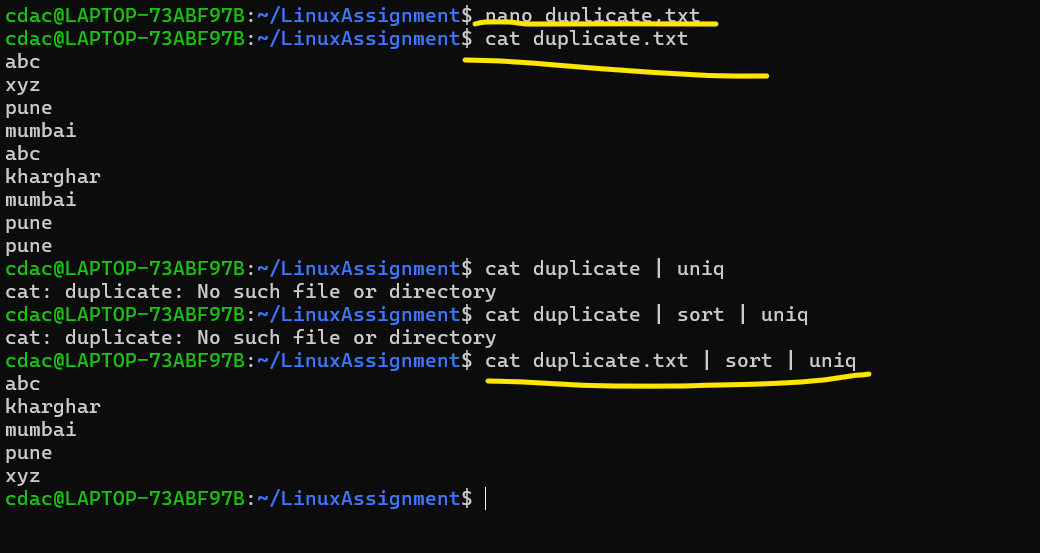 cdac@LAPTOP-73ABF97B:~/LinuxAssignment$ nano duplicate.txt
cdac@LAPTOP-73ABF97B:~/LinuxAssignment$ cat duplicate.txt
abc
xyz
pune
mumbai
abc
kharghar
mumbai
pune
pune
cdac@LAPTOP-73ABF97B:~/LinuxAssignment$ cat duplicate | uniq
cat: duplicate: No such file or directory
cdac@LAPTOP-73ABF97B:~/LinuxAssignment$ cat duplicate | sort | uniq
cat: duplicate: No such file or directory
cdac@LAPTOP-73ABF97B:~/LinuxAssignment$ cat duplicate.txt | sort | uniq
abc
kharghar
mumbai
pune
xyz
cdac@LAPTOP-73ABF97B:~/LinuxAssignment$